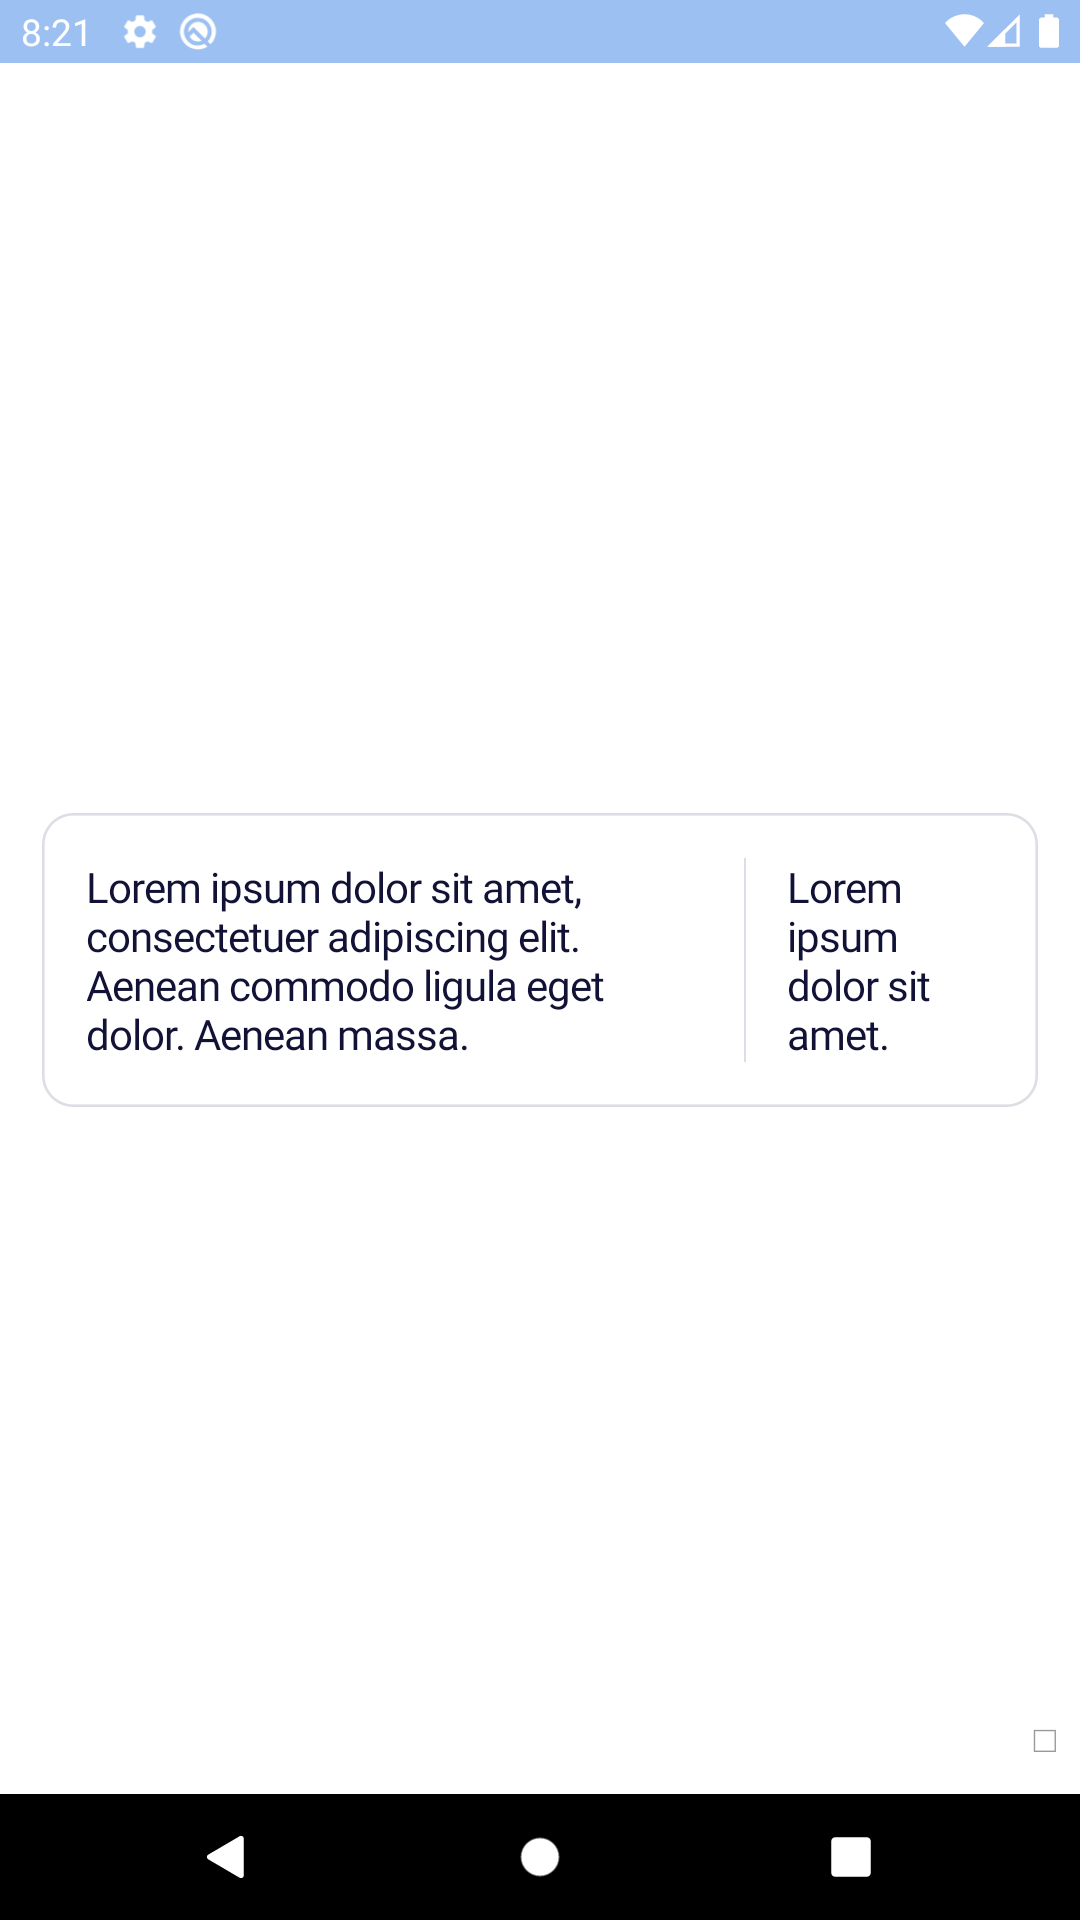 8:21
Lorem ipsum dolor sit amet,
consectetuer adipiscing elit.
Aenean commodo ligula eget
dolor. Aenean massa.
Lorem
ipsum
dolor sit
amet.